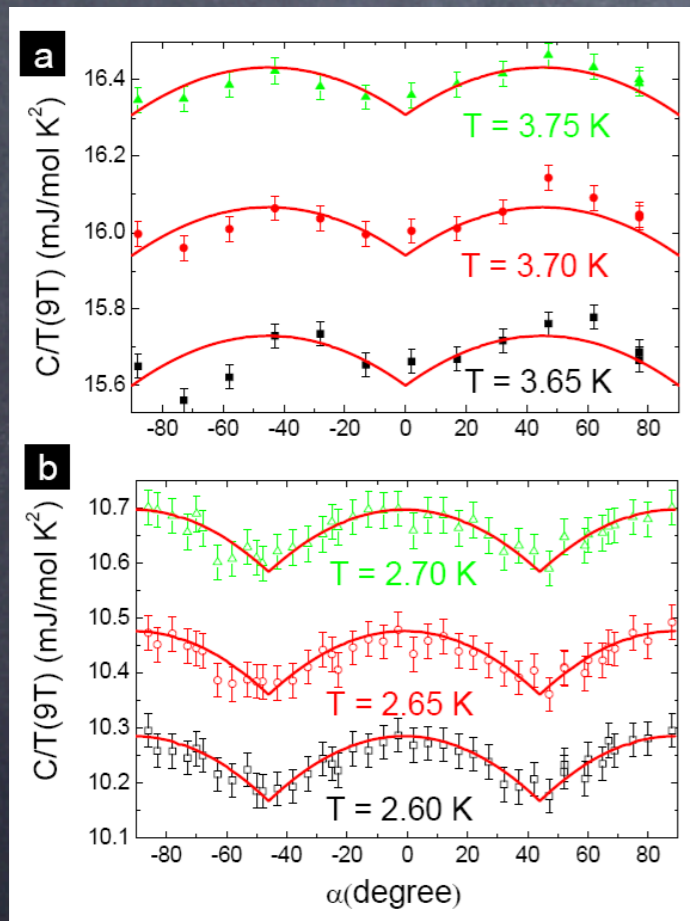 a
C/T(9T) (mJ/mol K²)
16.4
16.2
16.0
15.8
15.6
T = 3.75 K
T = 3.70 K
T = 3.65 K
-80 -60 -40 -20 0 20 40 60 80
b
C/T(9T) (mJ/mol K²)
10.7
10.6
10.5
10.4
10.3
10.2
10.1
T = 2.70 K
T = 2.65 K
T = 2.60 K
-80 -60 -40 -20 0 20 40 60 80
α(degree)